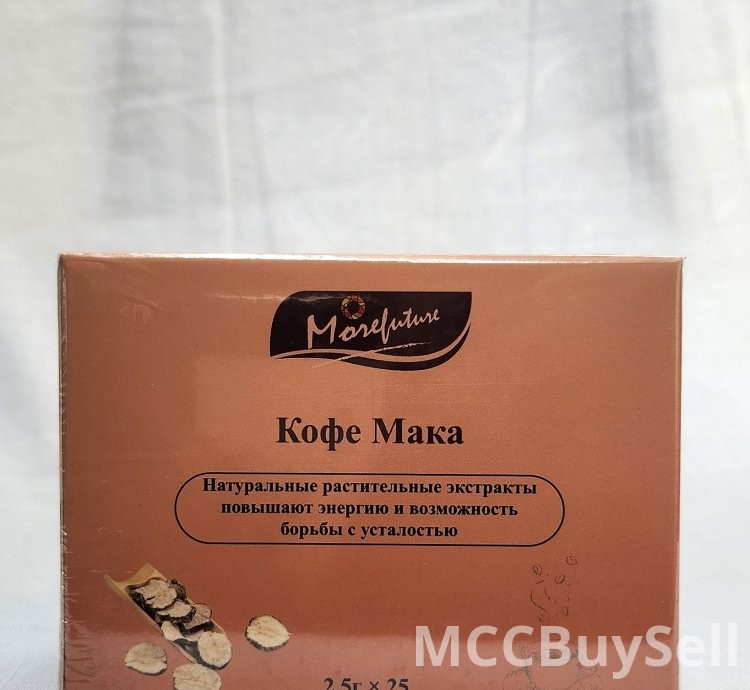 Morefuture
Кофе Мака
Натуральные растительные экстракты
повышают энергию и возможность
борьбы с усталостью
2,5г × 25
MCCBuySell